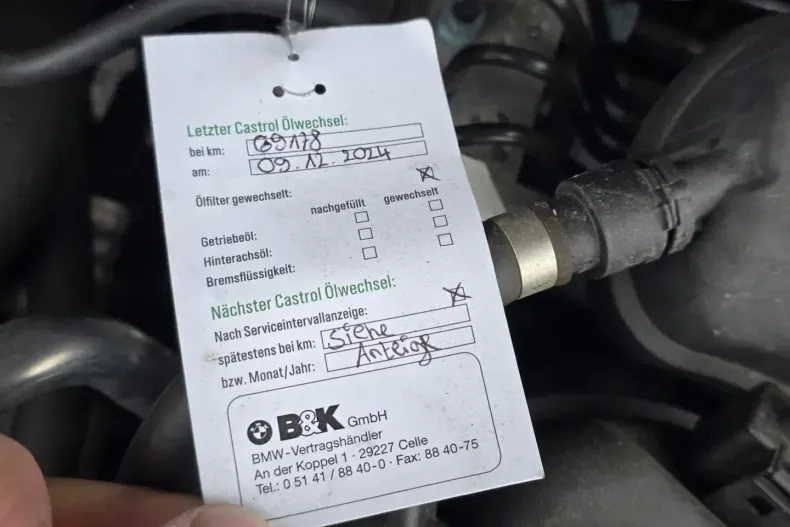 Letzter Castrol Ölwechsel:
bei km: 69178
am: 09.12.2024
Ölfilter gewechselt:
nachgefüllt gewechselt
Getriebeöl:
Hinterachsöl:
Bremsflüssigkeit:
Nächster Castrol Ölwechsel:
Nach Serviceintervallanzeige:
spätestens bei km: Siehe
bzw. Monat/Jahr: Anzeige
B&K GmbH
BMW-Vertragshändler
An der Koppel 1 · 29227 Celle
Tel.: 0 51 41 / 88 40-0 · Fax: 88 40-75